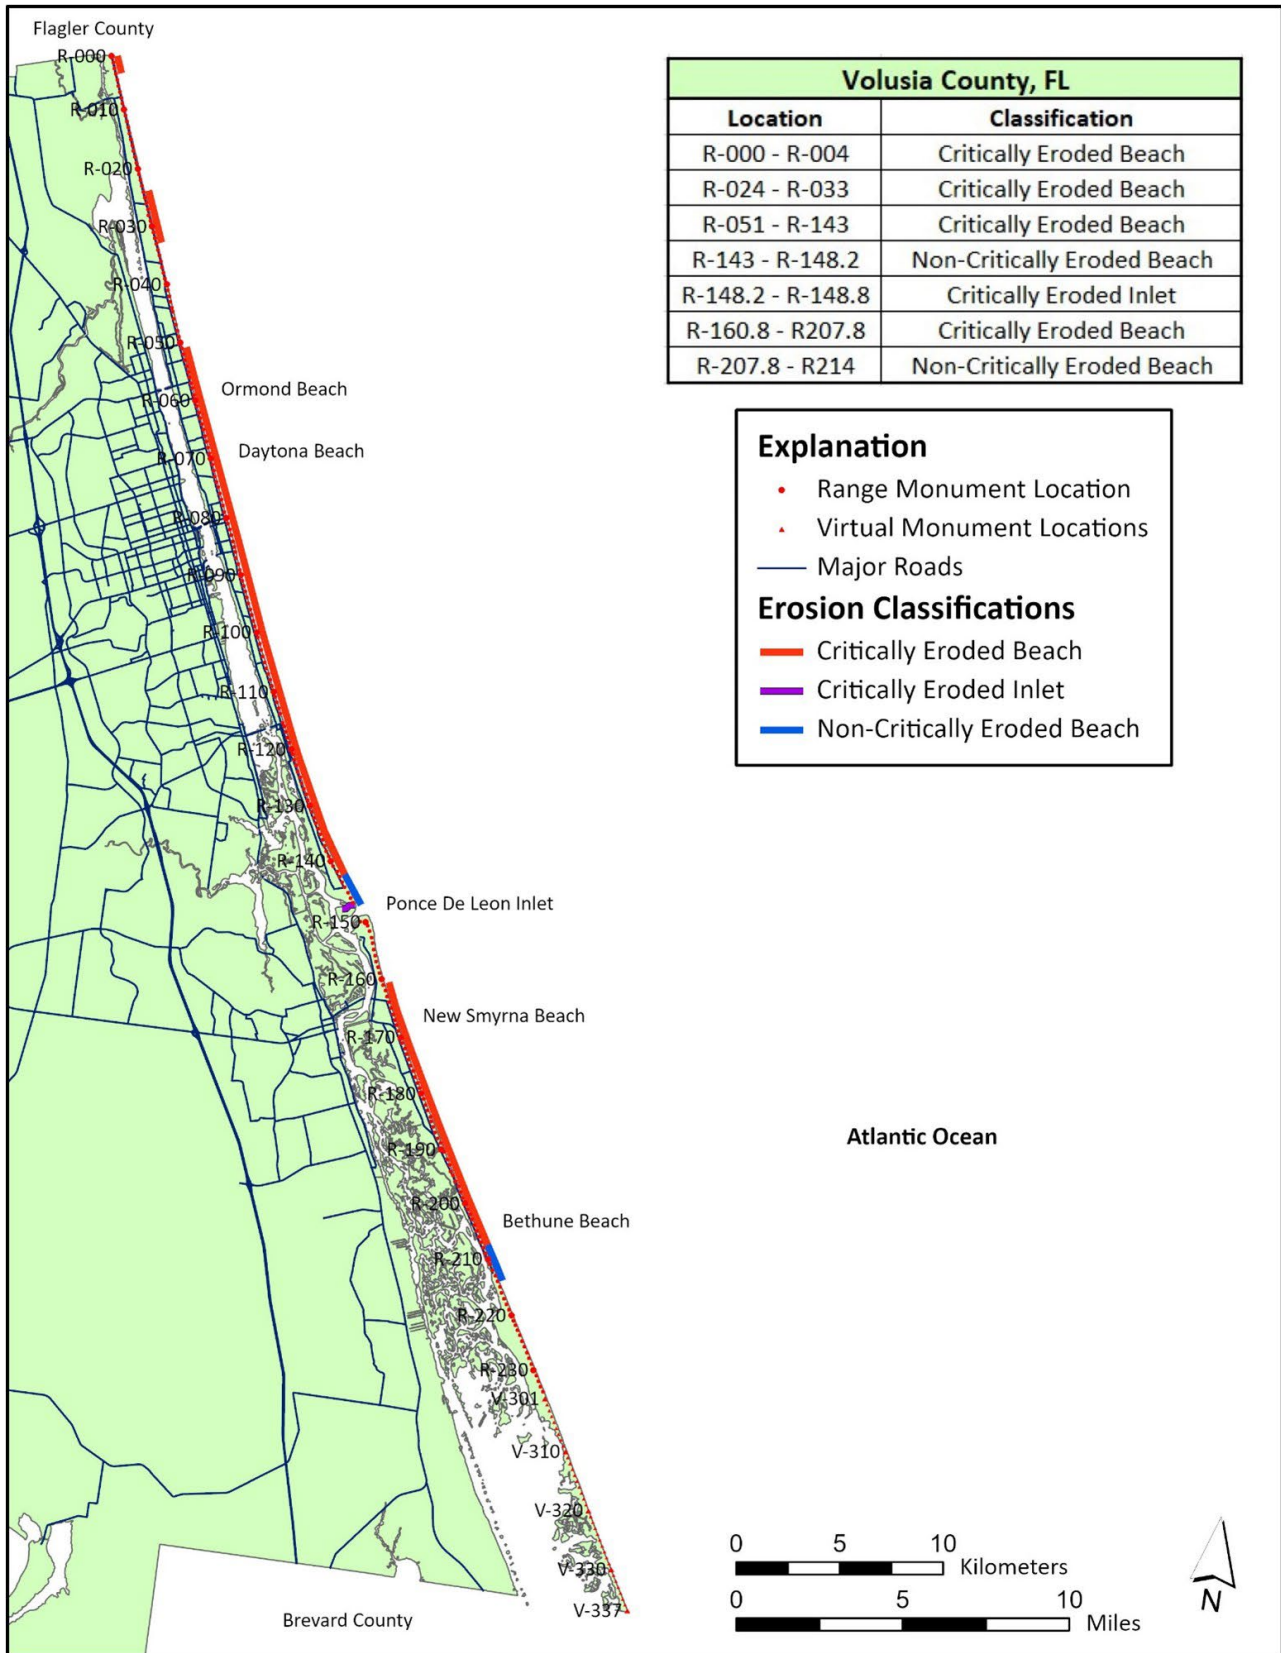 Flagler County
R-000
R-010
R-020
R-030
R-040
R-050
Ormond Beach
R-060
Daytona Beach
R-070
R-080
R-090
R-100
R-110
R-120
R-130
R-140
Ponce De Leon Inlet
R-150
R-160
New Smyrna Beach
R-170
R-180
R-190
R-200
Bethune Beach
R-210
R-220
R-230
V-301
V-310
V-320
V-330
V-337
Brevard County
Volusia County, FL
Location Classification
R-000 - R-004 Critically Eroded Beach
R-024 - R-033 Critically Eroded Beach
R-051 - R-143 Critically Eroded Beach
R-143 - R-148.2 Non-Critically Eroded Beach
R-148.2 - R-148.8 Critically Eroded Inlet
R-160.8 - R207.8 Critically Eroded Beach
R-207.8 - R214 Non-Critically Eroded Beach
Explanation
Range Monument Location
Virtual Monument Locations
Major Roads
Erosion Classifications
Critically Eroded Beach
Critically Eroded Inlet
Non-Critically Eroded Beach
Atlantic Ocean
0 5 10
Kilometers
0 5 10
Miles
N